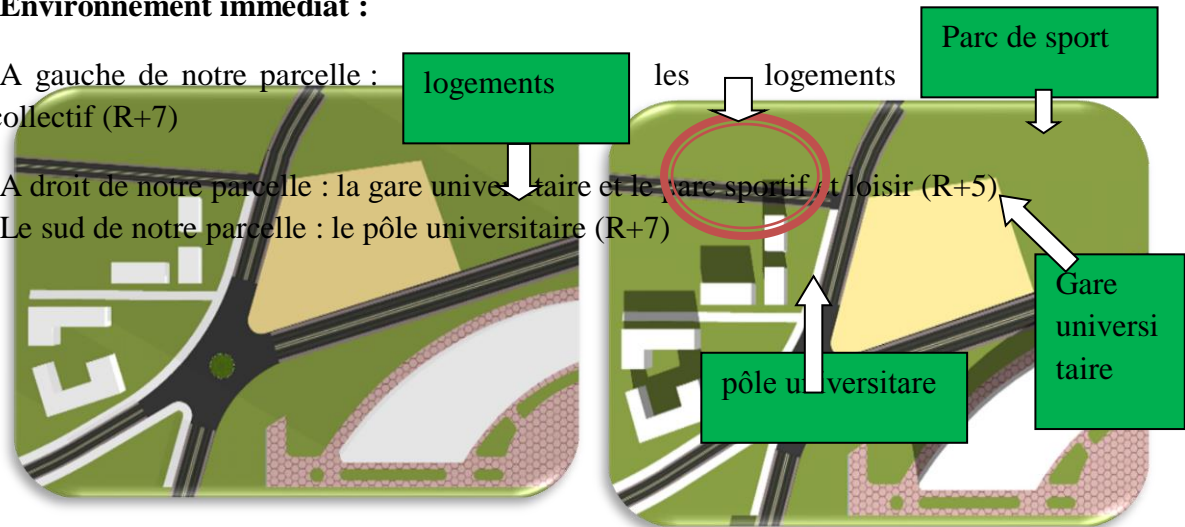 Environnement immédiat :
Parc de sport
A gauche de notre parcelle : les logements
logements
collectif (R+7)
A droit de notre parcelle : la gare universitaire et le parc sportif et loisir (R+5)
Le sud de notre parcelle : le pôle universitaire (R+7)
Gare
universi
taire
pôle universitare